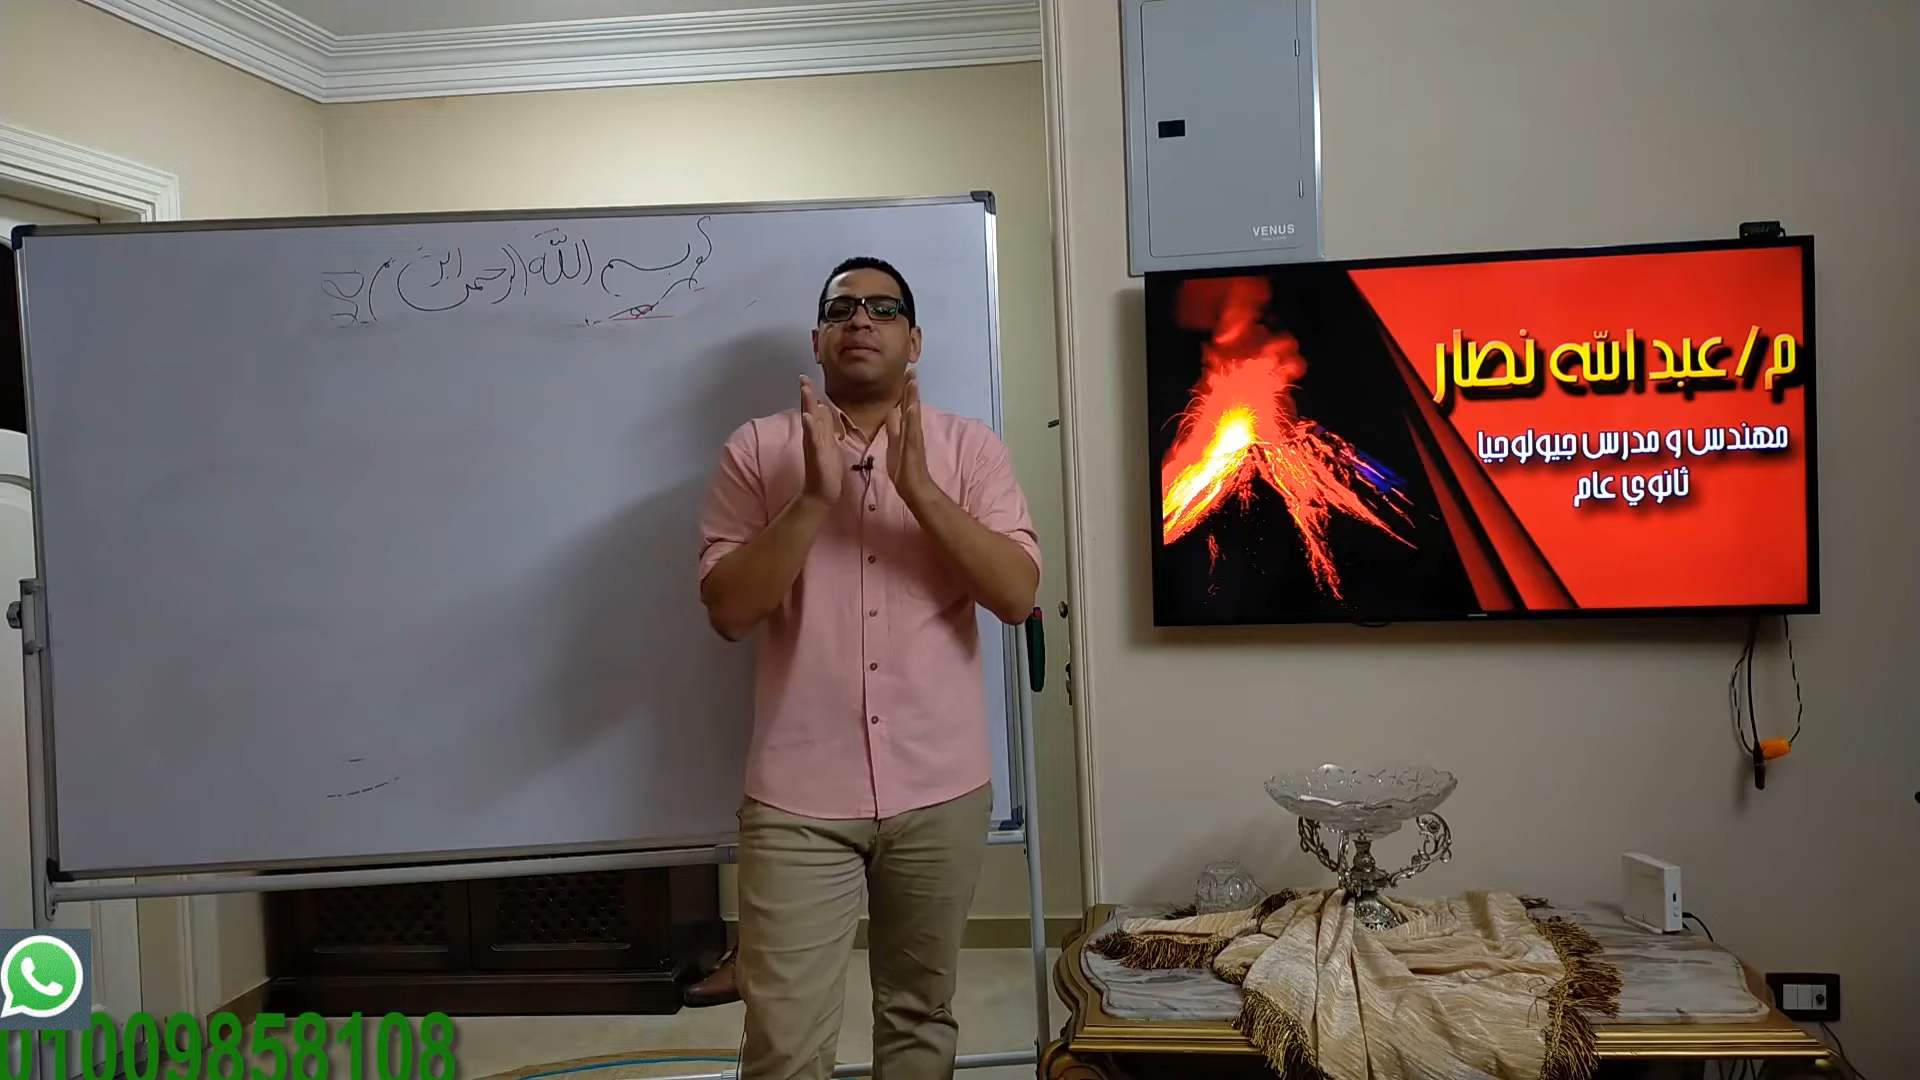 بسم الله الرحمن الرحيم
VENUS
م/ عبد الله نصار
مهندس و مدرس جيولوجيا
ثانوي عام
01009858108